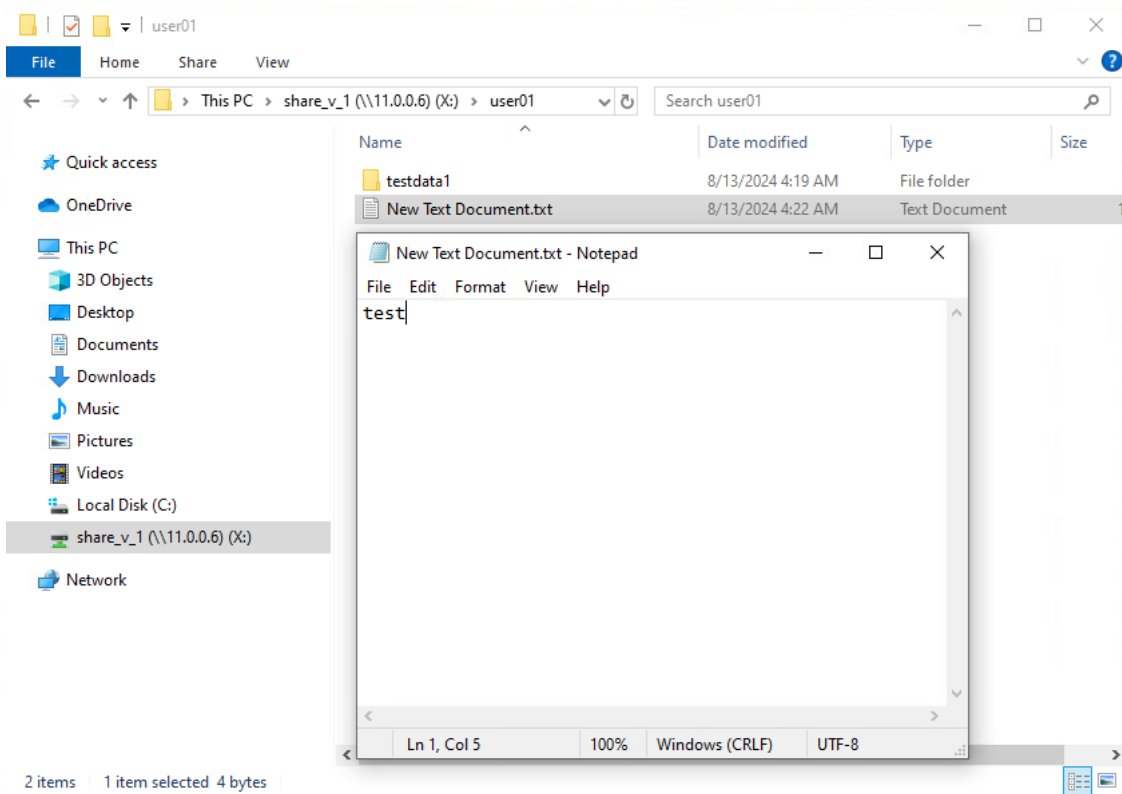 user01
File Home Share View
This PC > share_v_1 (\\11.0.0.6) (X:) > user01 Search user01
Name Date modified Type Size
Quick access
OneDrive
This PC
3D Objects
Desktop
Documents
Downloads
Music
Pictures
Videos
Local Disk (C:)
share_v_1 (\\11.0.0.6) (X:)
Network
testdata1 8/13/2024 4:19 AM File folder
New Text Document.txt 8/13/2024 4:22 AM Text Document
New Text Document.txt - Notepad
File Edit Format View Help
test
Ln 1, Col 5 100% Windows (CRLF) UTF-8
2 items 1 item selected 4 bytes